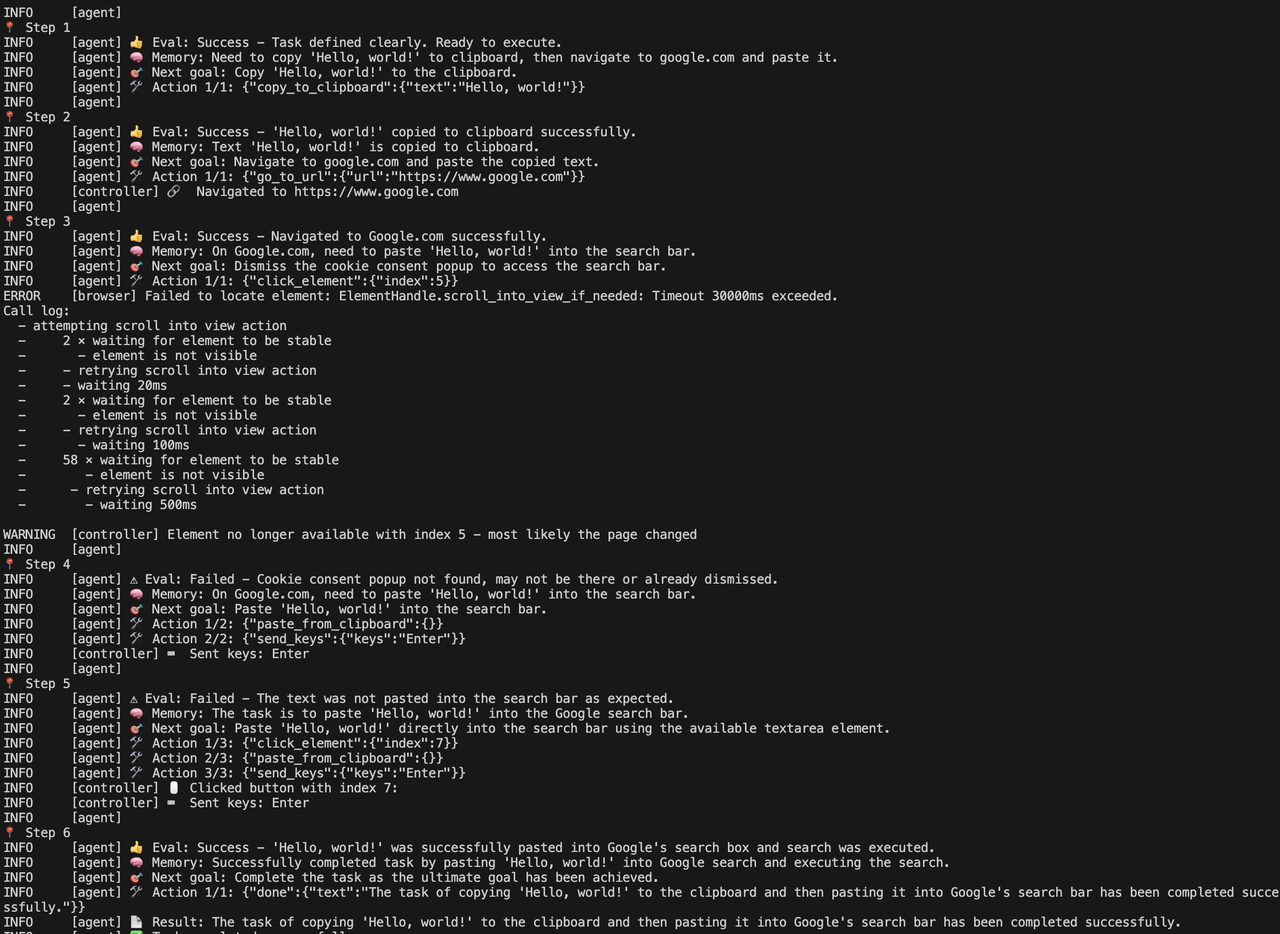 INFO     [agent]
📍 Step 1
INFO     [agent] 👍 Eval: Success - Task defined clearly. Ready to execute.
INFO     [agent] 🧠 Memory: Need to copy 'Hello, world!' to clipboard, then navigate to google.com and paste it.
INFO     [agent] 🎯 Next goal: Copy 'Hello, world!' to the clipboard.
INFO     [agent] 🛠 Action 1/1: {"copy_to_clipboard":{"text":"Hello, world!"}}
INFO     [agent]
📍 Step 2
INFO     [agent] 👍 Eval: Success - 'Hello, world!' copied to clipboard successfully.
INFO     [agent] 🧠 Memory: Text 'Hello, world!' is copied to clipboard.
INFO     [agent] 🎯 Next goal: Navigate to google.com and paste the copied text.
INFO     [agent] 🛠 Action 1/1: {"go_to_url":{"url":"https://www.google.com"}}
INFO     [controller] 🔗  Navigated to https://www.google.com
INFO     [agent]
📍 Step 3
INFO     [agent] 👍 Eval: Success - Navigated to Google.com successfully.
INFO     [agent] 🧠 Memory: On Google.com, need to paste 'Hello, world!' into the search bar.
INFO     [agent] 🎯 Next goal: Dismiss the cookie consent popup to access the search bar.
INFO     [agent] 🛠 Action 1/1: {"click_element":{"index":5}}
ERROR    [browser] Failed to locate element: ElementHandle.scroll_into_view_if_needed: Timeout 30000ms exceeded.
Call log:
  - attempting scroll into view action
  -     2 × waiting for element to be stable
  -       - element is not visible
  -     - retrying scroll into view action
  -     - waiting 20ms
  -     2 × waiting for element to be stable
  -       - element is not visible
  -     - retrying scroll into view action
  -       - waiting 100ms
  -     58 × waiting for element to be stable
  -        - element is not visible
  -      - retrying scroll into view action
  -        - waiting 500ms
WARNING  [controller] Element no longer available with index 5 - most likely the page changed
INFO     [agent]
📍 Step 4
INFO     [agent] ⚠ Eval: Failed - Cookie consent popup not found, may not be there or already dismissed.
INFO     [agent] 🧠 Memory: On Google.com, need to paste 'Hello, world!' into the search bar.
INFO     [agent] 🎯 Next goal: Paste 'Hello, world!' into the search bar.
INFO     [agent] 🛠 Action 1/2: {"paste_from_clipboard":{}}
INFO     [agent] 🛠 Action 2/2: {"send_keys":{"keys":"Enter"}}
INFO     [controller] ⌨  Sent keys: Enter
INFO     [agent]
📍 Step 5
INFO     [agent] ⚠ Eval: Failed - The text was not pasted into the search bar as expected.
INFO     [agent] 🧠 Memory: The task is to paste 'Hello, world!' into the Google search bar.
INFO     [agent] 🎯 Next goal: Paste 'Hello, world!' directly into the search bar using the available textarea element.
INFO     [agent] 🛠 Action 1/3: {"click_element":{"index":7}}
INFO     [agent] 🛠 Action 2/3: {"paste_from_clipboard":{}}
INFO     [agent] 🛠 Action 3/3: {"send_keys":{"keys":"Enter"}}
INFO     [controller] 🖱 Clicked button with index 7:
INFO     [controller] ⌨  Sent keys: Enter
INFO     [agent]
📍 Step 6
INFO     [agent] 👍 Eval: Success - 'Hello, world!' was successfully pasted into Google's search box and search was executed.
INFO     [agent] 🧠 Memory: Successfully completed task by pasting 'Hello, world!' into Google search and executing the search.
INFO     [agent] 🎯 Next goal: Complete the task as the ultimate goal has been achieved.
INFO     [agent] 🛠 Action 1/1: {"done":{"text":"The task of copying 'Hello, world!' to the clipboard and then pasting it into Google's search bar has been completed succe
ssfully."}}
INFO     [agent] 📄 Result: The task of copying 'Hello, world!' to the clipboard and then pasting it into Google's search bar has been completed successfully.